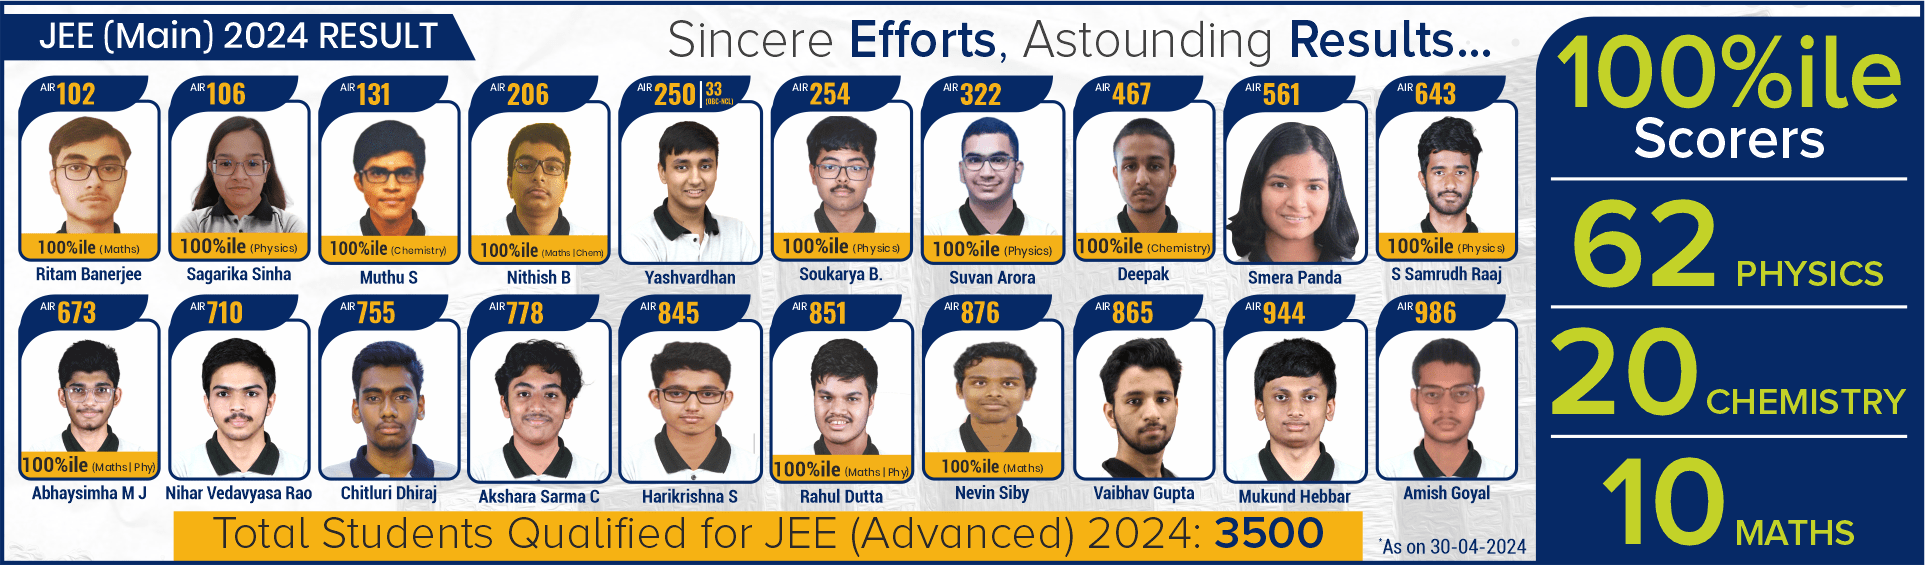 JEE (Main) 2024 RESULT
Sincere Efforts, Astounding Results...
AIR 102
100%ile (Maths)
Ritam Banerjee
AIR 106
100%ile (Physics)
Sagarika Sinha
AIR 131
100%ile (Chemistry)
Muthu S
AIR 206
100%ile (Maths | Chem)
Nithish B
AIR 250 | 33 (OBC-NCL)
Yashvardhan
AIR 254
100%ile (Physics)
Soukarya B.
AIR 322
100%ile (Physics)
Suvan Arora
AIR 467
100%ile (Chemistry)
Deepak
AIR 561
Smera Panda
AIR 643
100%ile (Physics)
S Samrudh Raaj
AIR 673
100%ile (Maths | Phy)
Abhaysimha M J
AIR 710
Nihar Vedavyasa Rao
AIR 755
Chitluri Dhiraj
AIR 778
Akshara Sarma C
AIR 845
Harikrishna S
AIR 851
100%ile (Maths | Phy)
Rahul Dutta
AIR 876
100%ile (Maths)
Nevin Siby
AIR 865
Vaibhav Gupta
AIR 944
Mukund Hebbar
AIR 986
Amish Goyal
Total Students Qualified for JEE (Advanced) 2024: 3500
*As on 30-04-2024
100%ile
Scorers
62 PHYSICS
20 CHEMISTRY
10 MATHS